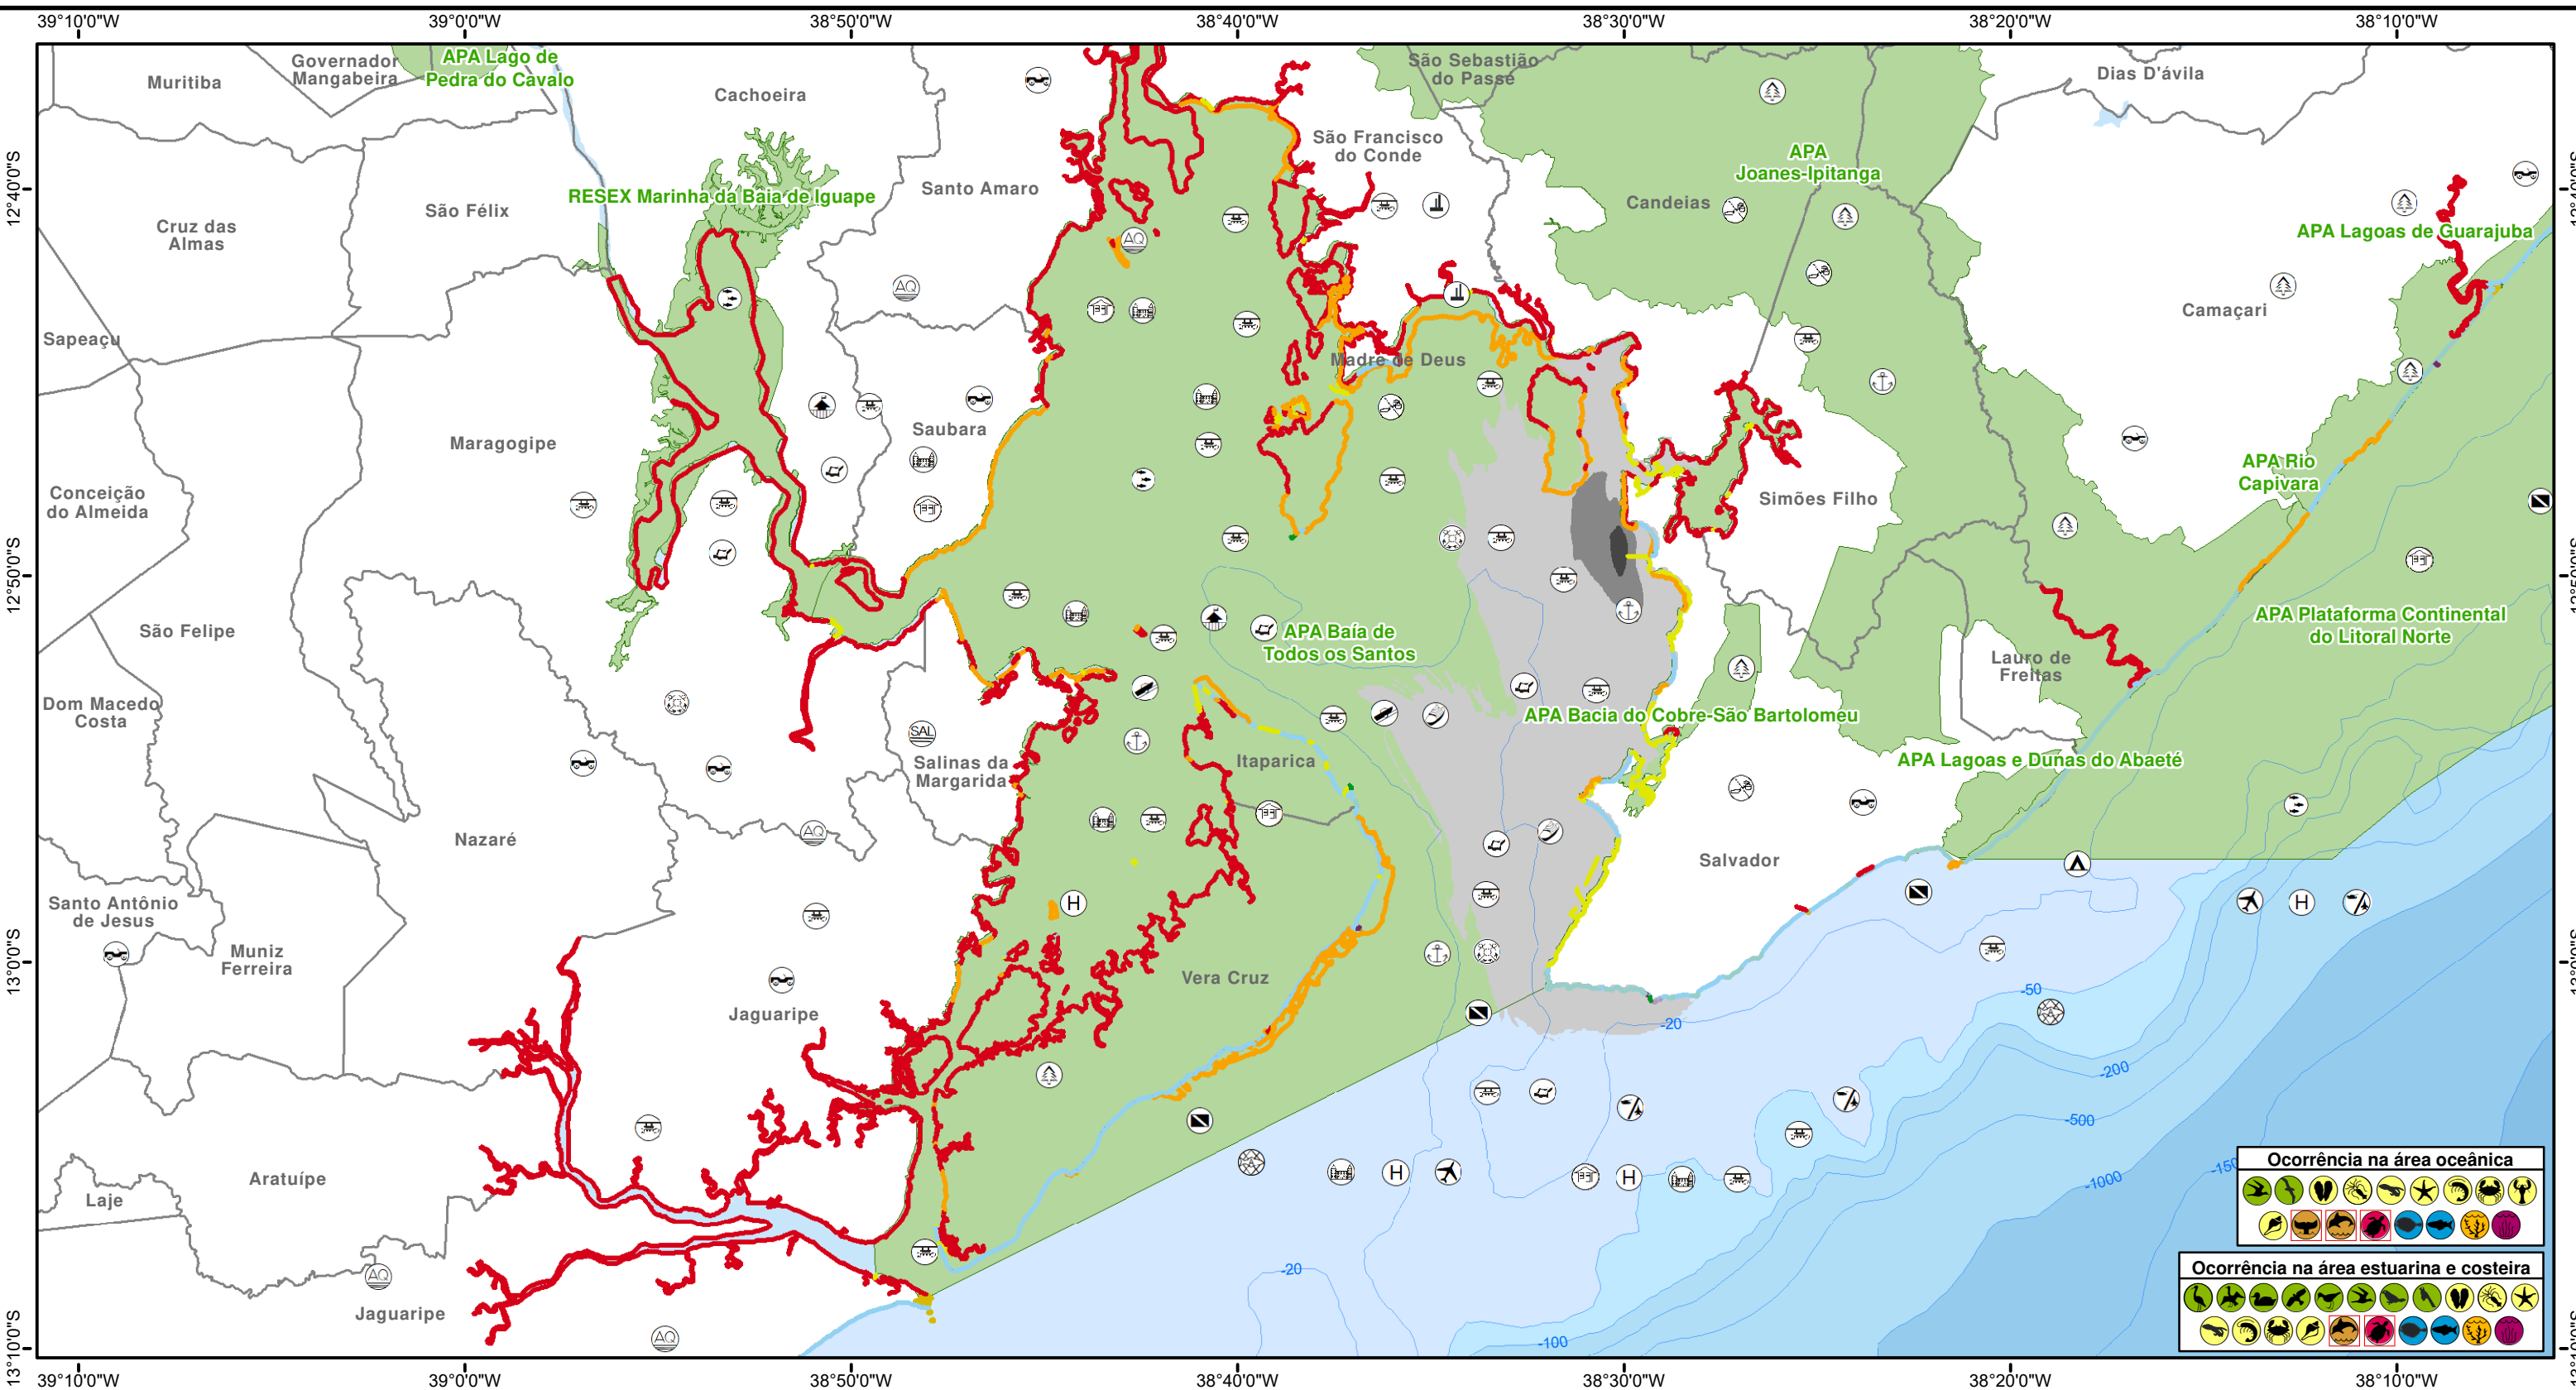 39°10'0"W 39°0'0"W 38°50'0"W 38°40'0"W 38°30'0"W 38°20'0"W 38°10'0"W
Governador
Mangabeira
Muritiba
APA Lago de
Pedra do Cavalo
Cachoeira
São Sebastião
do Passé
Dias D'ávila
São Francisco
do Conde
APA
Joanes-Ipitanga
12°40'0"S
Santo Amaro
RESEX Marinha da Baia de Iguape
São Félix
Cruz das
Almas
Candeias
APA Lagoas de Guarajuba
AQ
AQ
Camaçari
Sapeaçu
Madre de Deus
Saubara
Maragogipe
APA Rio
Capivara
Conceição
do Almeida
Simões Filho
12°50'0"S
APA Plataforma Continental
do Litoral Norte
São Felipe
APA Baía de
Todos os Santos
Lauro de
Freitas
Dom Macedo
Costa
APA Bacia do Cobre-São Bartolomeu
SAL
Salinas da
Margarida
Itaparica
APA Lagoas e Dunas do Abaeté
AQ
Nazaré
Salvador
Santo Antônio
de Jesus
H
H
Muniz
Ferreira
13°0'0"S
Vera Cruz
-50
Jaguaripe
-20
-200
-500
Aratuípe
H
H
Laje
-1000
-150
Ocorrência na área oceânica
-20
Ocorrência na área estuarina e costeira
AQ
Jaguaripe
AQ
-100
13°10'0"S
39°10'0"W 39°0'0"W 38°50'0"W 38°40'0"W 38°30'0"W 38°20'0"W 38°10'0"W